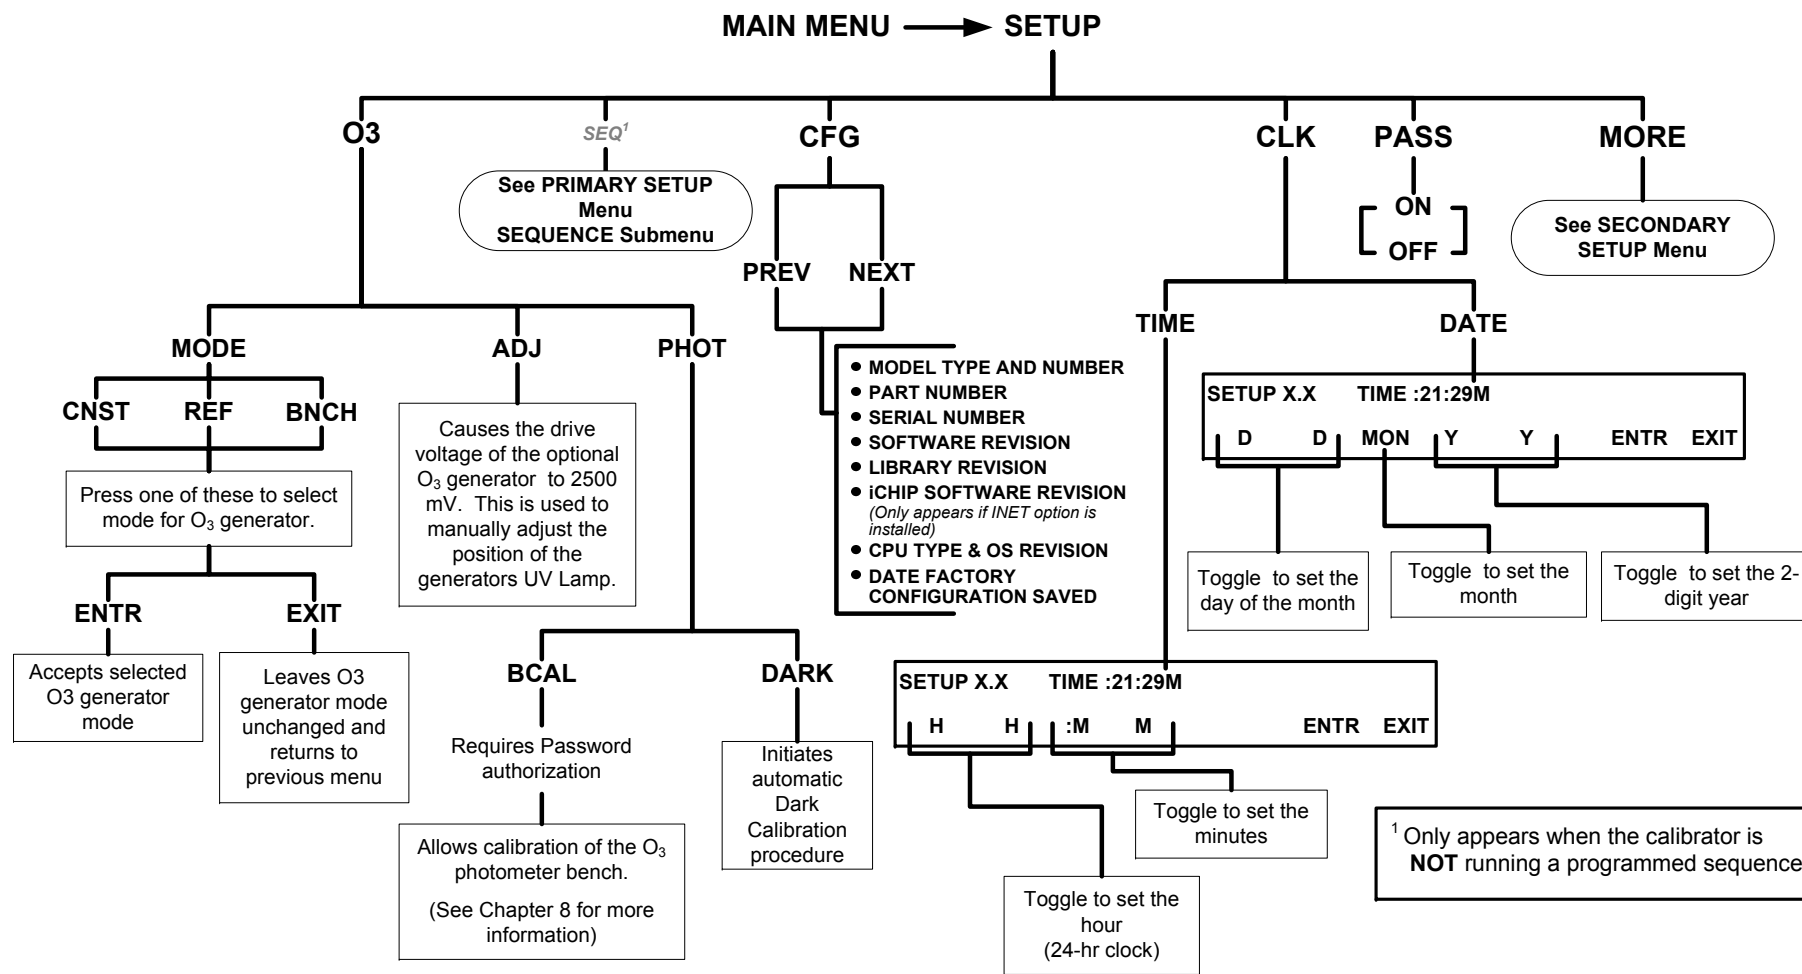 MAIN MENU SETUP
O3
SEQ¹
CFG
CLK
PASS
MORE
See PRIMARY SETUP
Menu
SEQUENCE Submenu
ON
OFF
See SECONDARY
SETUP Menu
PREV
NEXT
TIME
DATE
MODE
ADJ
PHOT
CNST
REF
BNCH
Press one of these to select
mode for O₃ generator.
ENTR
EXIT
Accepts selected
O3 generator
mode
Leaves O3
generator mode
unchanged and
returns to
previous menu
Causes the drive
voltage of the optional
O₃ generator to 2500
mV. This is used to
manually adjust the
position of the
generators UV Lamp.
• MODEL TYPE AND NUMBER
• PART NUMBER
• SERIAL NUMBER
• SOFTWARE REVISION
• LIBRARY REVISION
• iCHIP SOFTWARE REVISION
(Only appears if INET option is
installed)
• CPU TYPE & OS REVISION
• DATE FACTORY
CONFIGURATION SAVED
SETUP X.X TIME :21:29M
D D MON Y Y ENTR EXIT
Toggle to set the
day of the month
Toggle to set the
month
Toggle to set the 2-
digit year
BCAL
DARK
Requires Password
authorization
Allows calibration of the O₃
photometer bench.
(See Chapter 8 for more
information)
Initiates
automatic
Dark
Calibration
procedure
SETUP X.X TIME :21:29M
H H :M M ENTR EXIT
Toggle to set the
minutes
Toggle to set the
hour
(24-hr clock)
¹ Only appears when the calibrator is
NOT running a programmed sequence